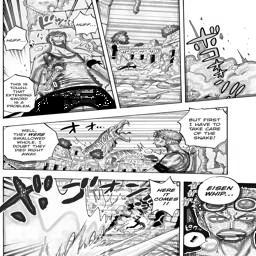 HUFF...
HUFF...
THIS IS
TOUGH.
THAT
EXTENDING
SWORD IS
A PROBLEM.
BUT FIRST
I HAVE TO
TAKE CARE
OF THE
SNAKE!
WELL,
THEY WERE
SWALLOWED
WHOLE. I
DOUBT THEY
DIED RIGHT
AWAY.
HERE
IT COMES
!!
EISEN
WHIP...